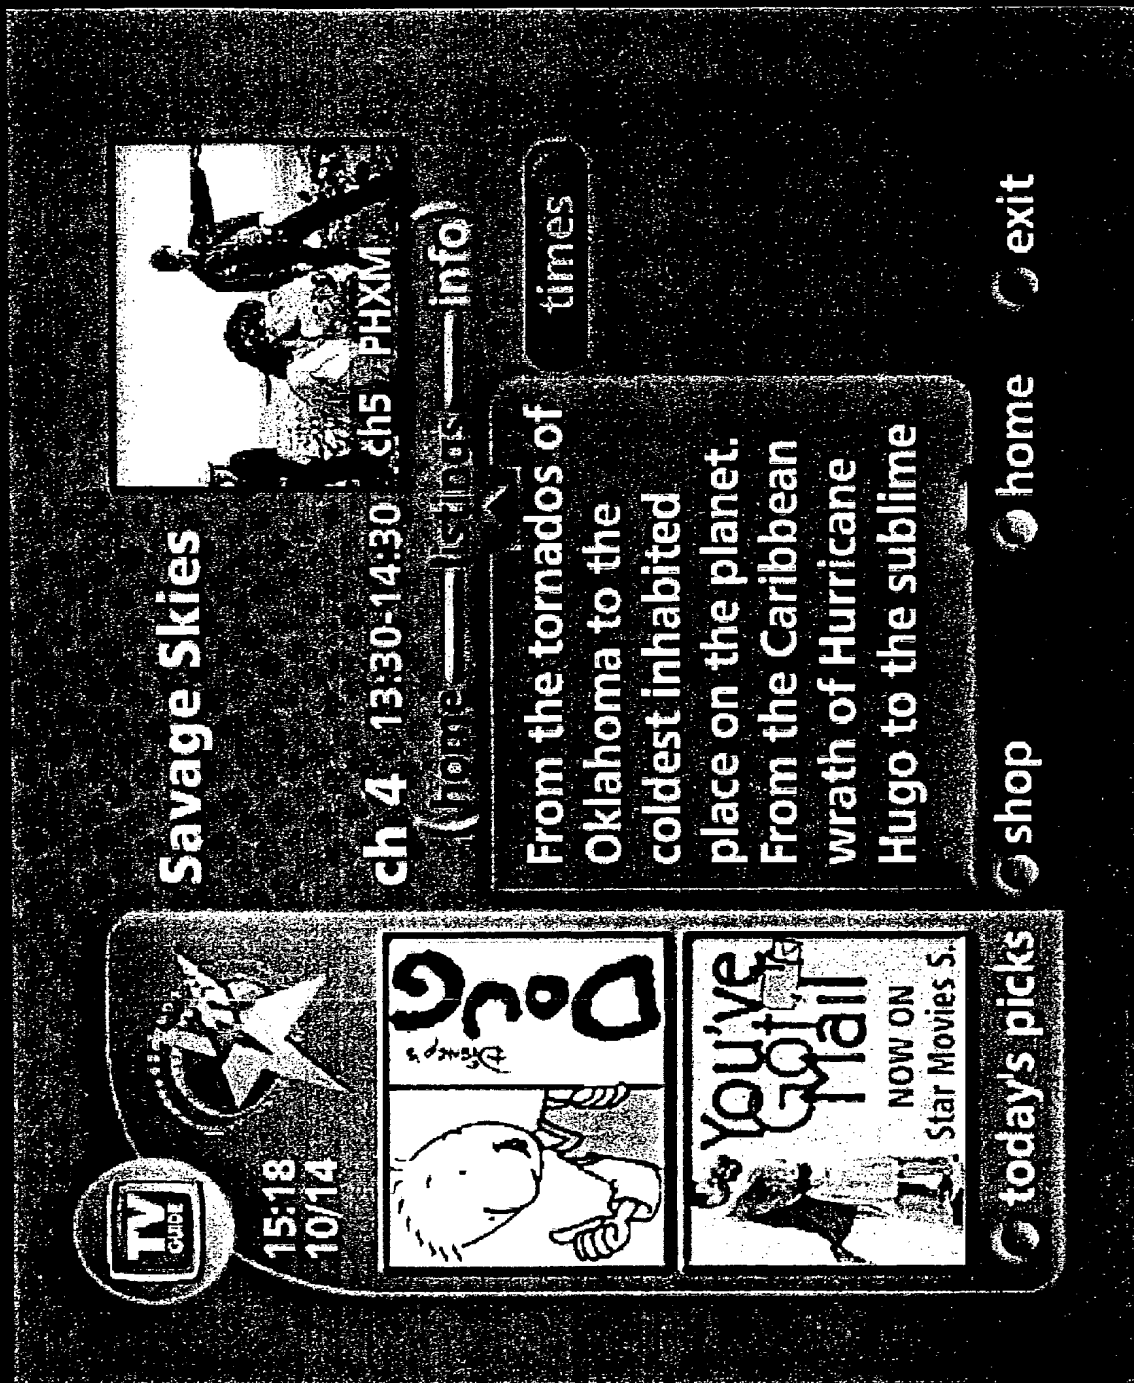 TV
GUIDE
15:18
10/14
Disney's
DOUG
You've
Got
Mail
NOW ON
Star Movies S.
today's picks
Savage Skies
ch 4 13:30-14:30
ch5 PHXM
home listings info
From the tornados of
Oklahoma to the
coldest inhabited
place on the planet.
From the Caribbean
wrath of Hurricane
Hugo to the sublime
times
shop
home
exit